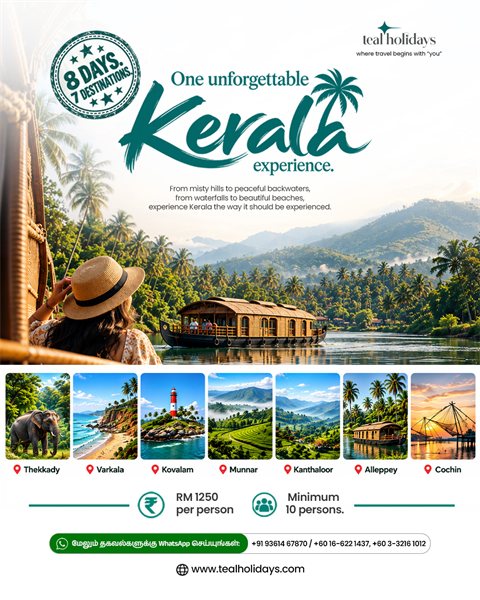 teal holidays
where travel begins with "you"
8 DAYS.
7 DESTINATIONS.
One unforgettable
Kerala
experience.
From misty hills to peaceful backwaters,
from waterfalls to beautiful beaches,
experience Kerala the way it should be experienced.
Thekkady
Varkala
Kovalam
Munnar
Kanthaloor
Alleppey
Cochin
₹
RM 1250
per person
Minimum
10 persons.
மேலும் தகவல்களுக்கு WhatsApp செய்யுங்கள்:
+91 93614 67870 / +60 16-622 1437, +60 3-3216 1012
www.tealholidays.com